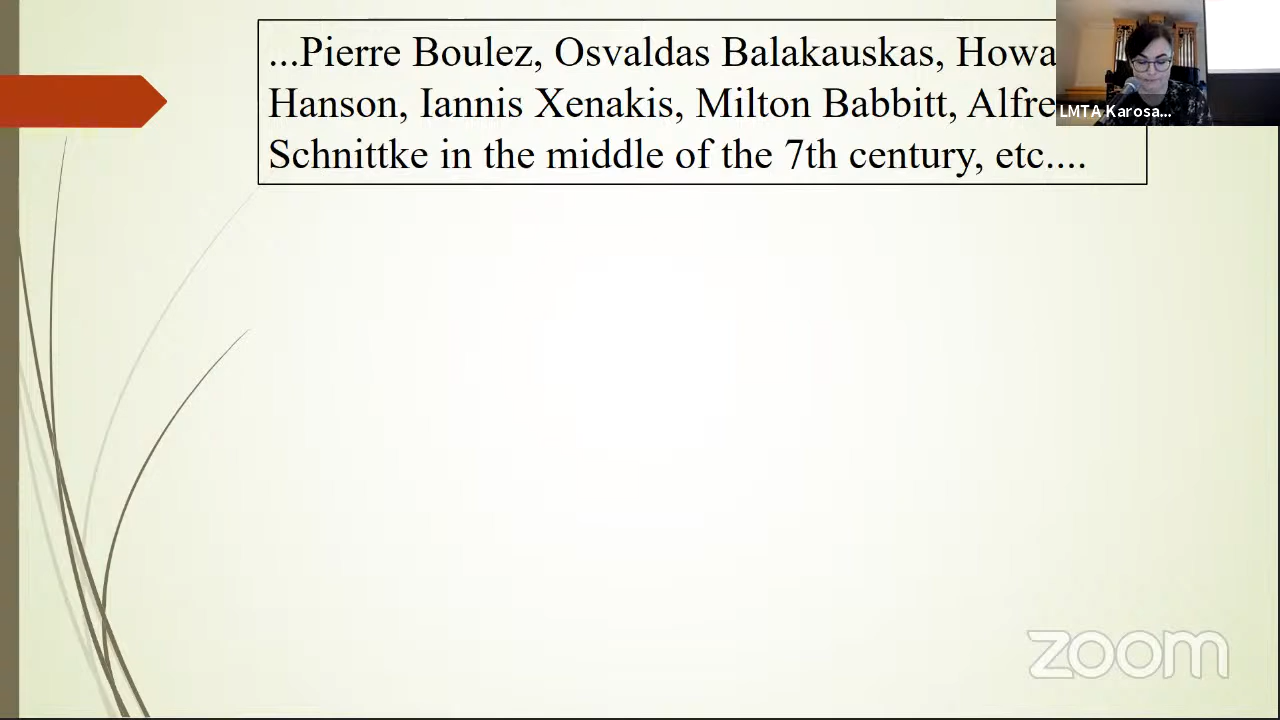 ...Pierre Boulez, Osvaldas Balakauskas, Howa
Hanson, Iannis Xenakis, Milton Babbitt, Alfre
Schnittke in the middle of the 7th century, etc....
LMTA Karosa...
zoom